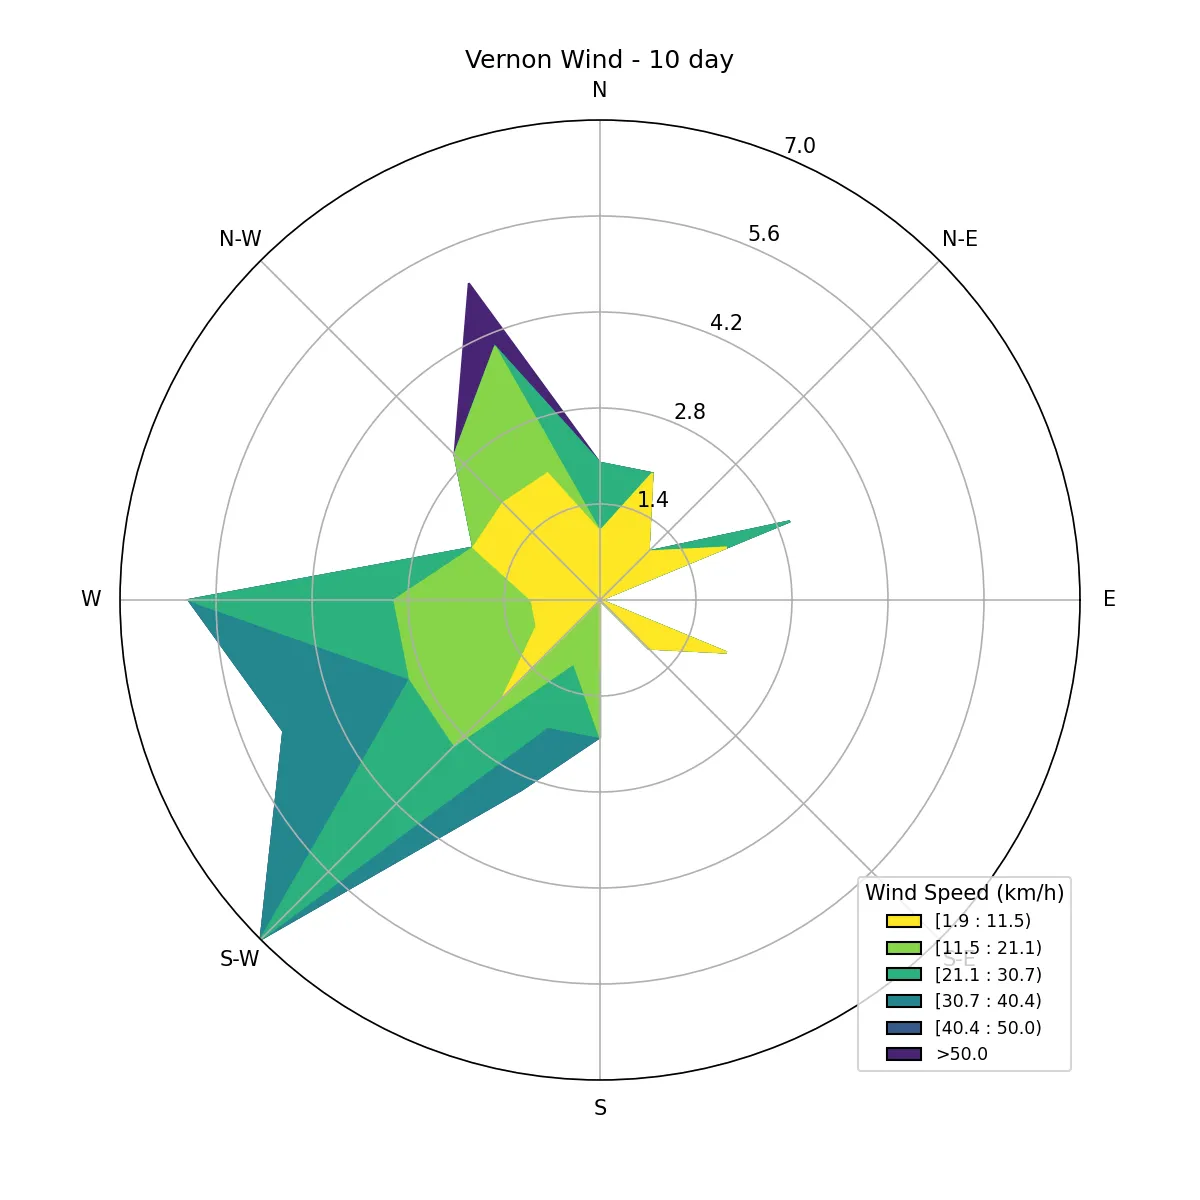 Vernon Wind - 10 day
N
7.0
N-W
5.6
N-E
4.2
2.8
1.4
W
E
S-W
S-E
S
Wind Speed (km/h)
[1.9 : 11.5)
[11.5 : 21.1)
[21.1 : 30.7)
[30.7 : 40.4)
[40.4 : 50.0)
>50.0